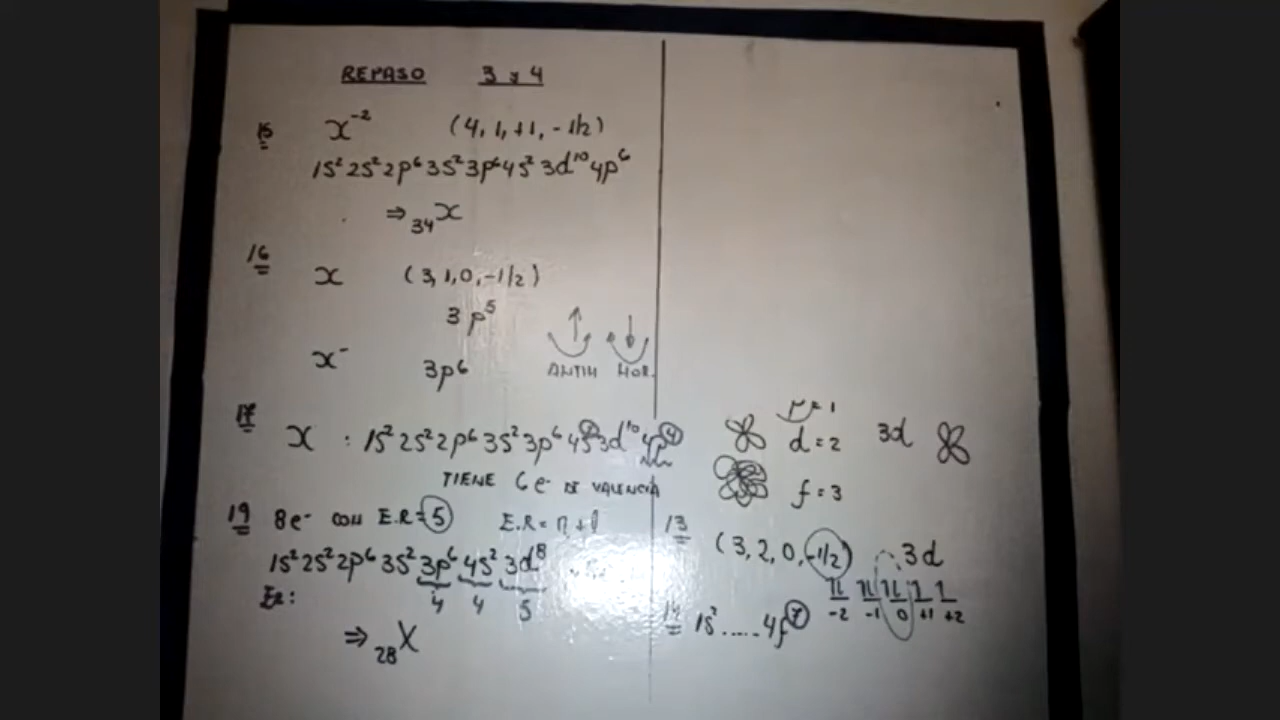 REPASO 3 y 4
15 x⁻² (4, 1, +1, -1/2)
1s² 2s² 2p⁶ 3s² 3p⁶ 4s² 3d¹⁰ 4p⁶
⇒ ₃₄x
16 x (3, 1, 0, -1/2)
3p⁵
x⁻ 3p⁶
ANTIH HOR.
17 x : 1s² 2s² 2p⁶ 3s² 3p⁶ 4s² 3d¹⁰ 4p⁴
TIENE 6e⁻ DE VALENCIA
19 8e⁻ CON E.R = 5 E.R = n + l
1s² 2s² 2p⁶ 3s² 3p⁶ 4s² 3d⁸
ER: 4 4 5
⇒ ₂₈X
p = 1
d = 2 3d
f = 3
13 (3, 2, 0, -1/2) 3d
-2 -1 0 +1 +2
14 1s² ..... 4f⁷